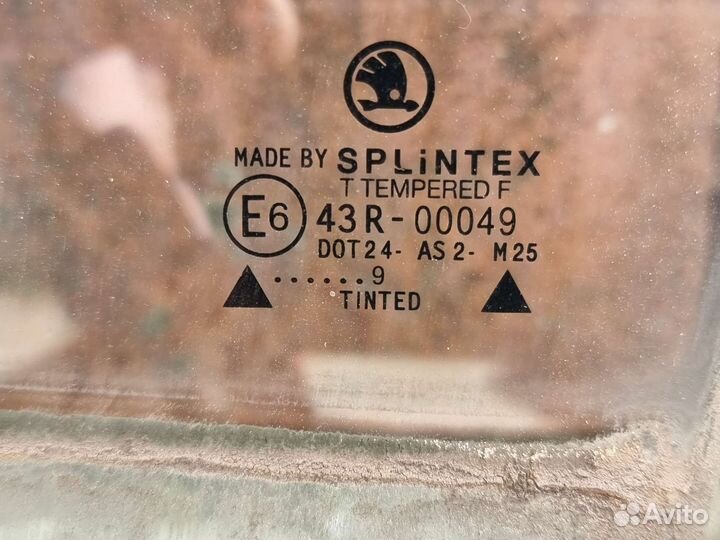 MADE BY SPLiNTEX
T TEMPERED F
E6 43R-00049
DOT24- AS2- M25
......9
TINTED
Avito